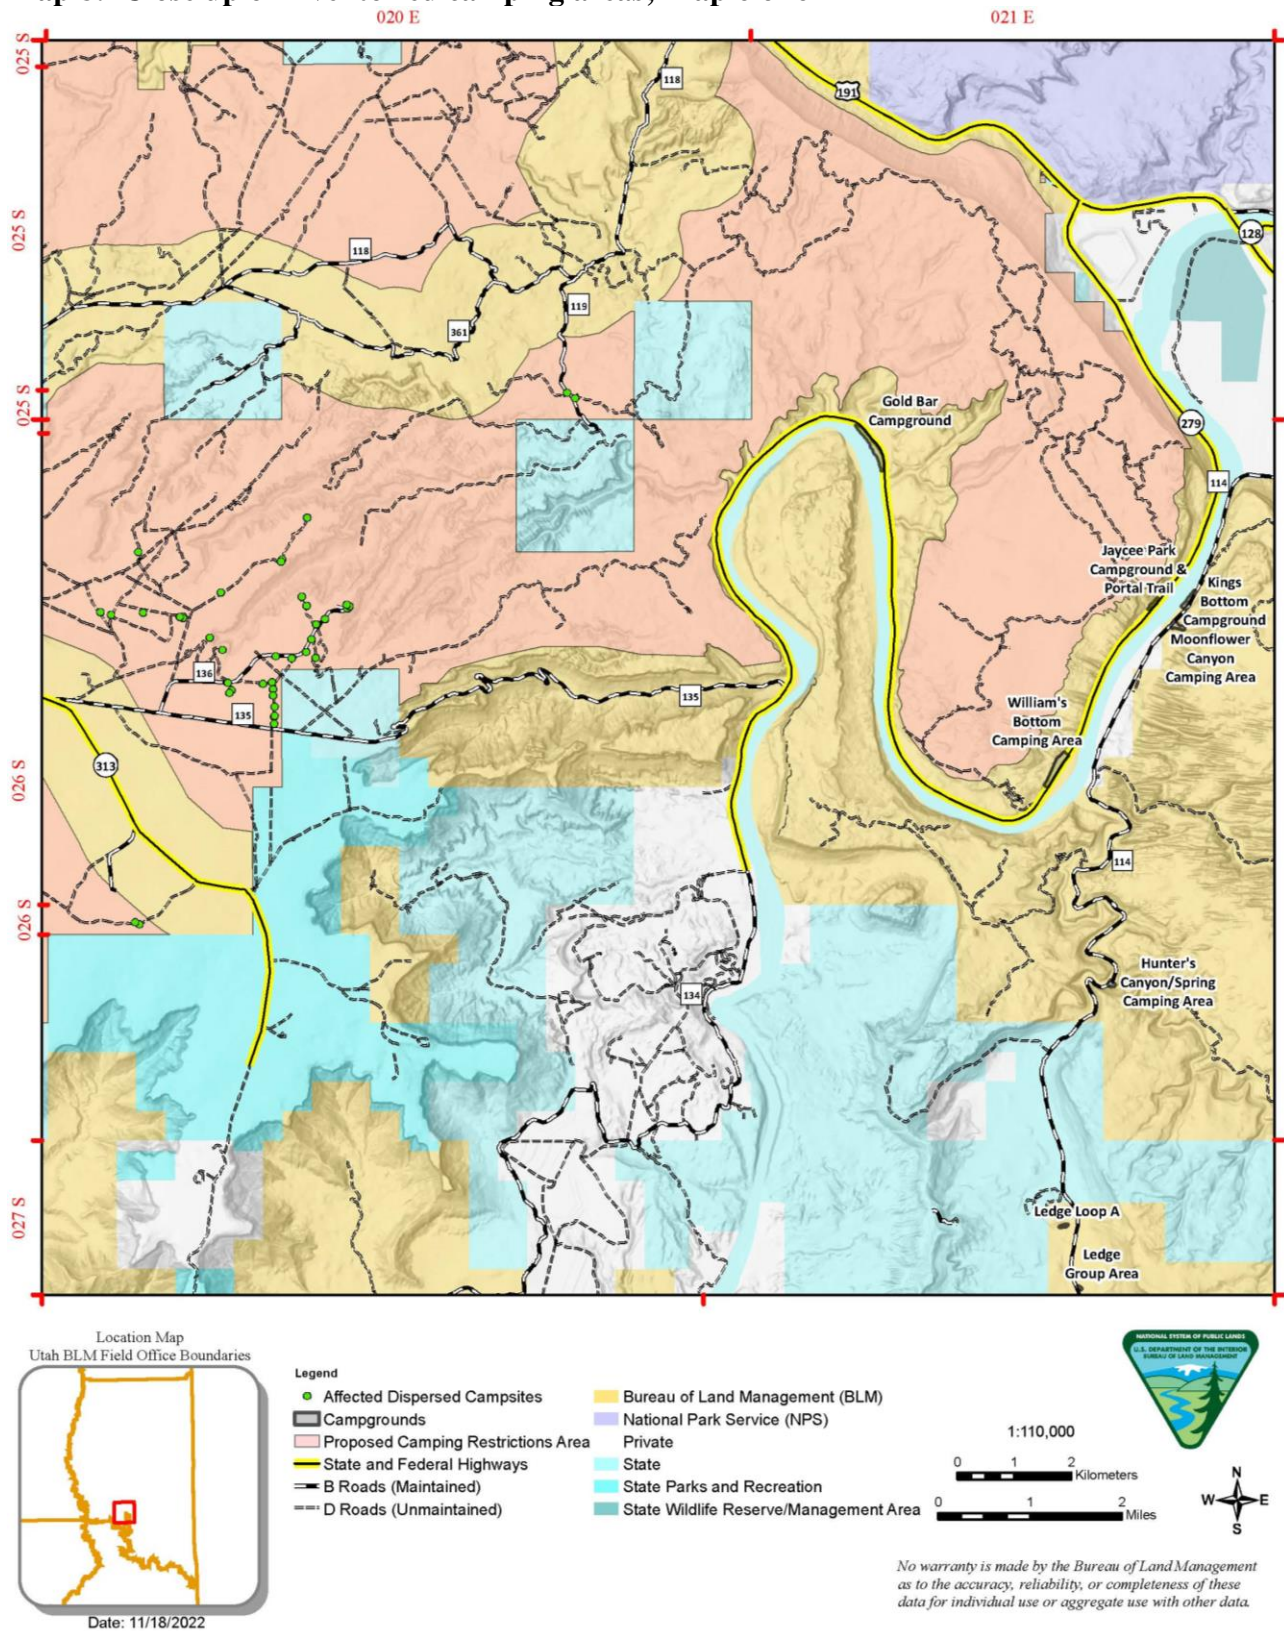 020 E
021 E
025 S
118
191
025 S
118
128
119
361
025 S
Gold Bar
Campground
279
114
Jaycee Park
Campground &
Portal Trail
Kings
Bottom
Campground
Moonflower
Canyon
Camping Area
136
135
135
William's
Bottom
Camping Area
313
026 S
114
026 S
Hunter's
Canyon/Spring
Camping Area
134
027 S
Ledge Loop A
Ledge
Group Area
Location Map
Utah BLM Field Office Boundaries
Date: 11/18/2022
Legend
Affected Dispersed Campsites
Campgrounds
Proposed Camping Restrictions Area
State and Federal Highways
B Roads (Maintained)
D Roads (Unmaintained)
Bureau of Land Management (BLM)
National Park Service (NPS)
Private
State
State Parks and Recreation
State Wildlife Reserve/Management Area
1:110,000
0 1 2
Kilometers
0 1 2
Miles
NATIONAL SYSTEM OF PUBLIC LANDS
U.S. DEPARTMENT OF THE INTERIOR
BUREAU OF LAND MANAGEMENT
N
W E
S
No warranty is made by the Bureau of Land Management
as to the accuracy, reliability, or completeness of these
data for individual use or aggregate use with other data.